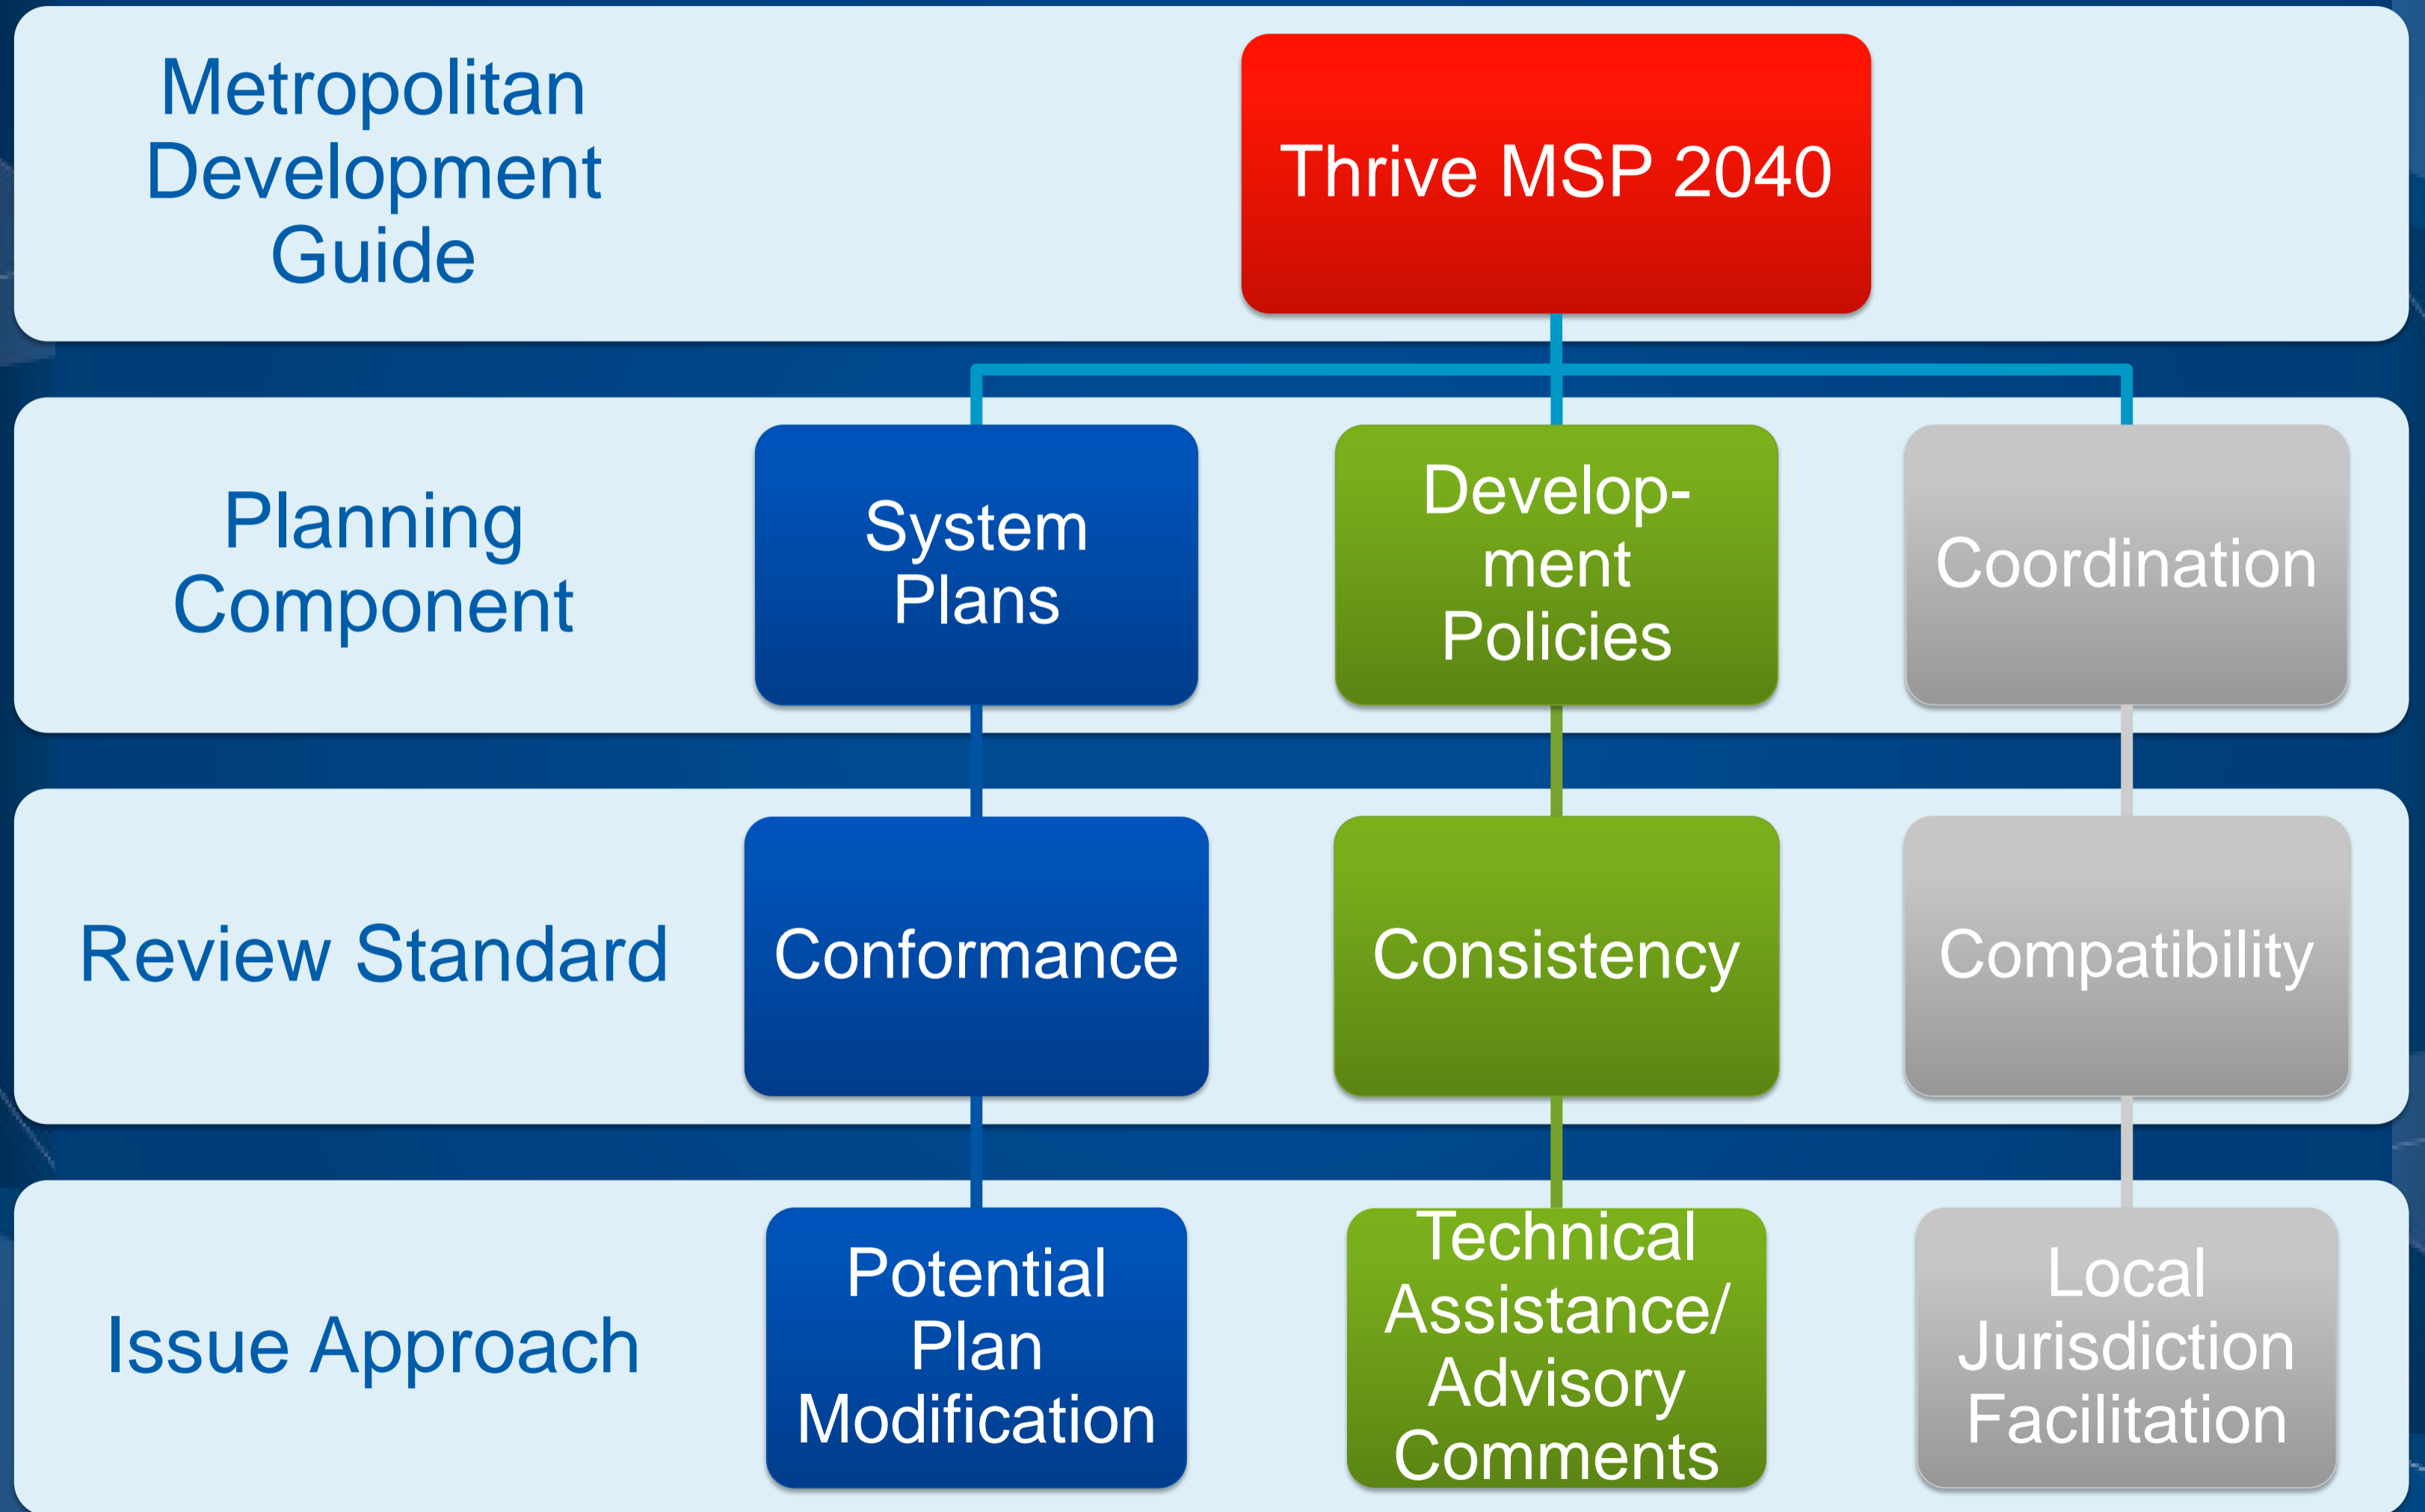 Metropolitan
Development
Guide
Thrive MSP 2040
Planning
Component
System
Plans
Develop-
ment
Policies
Coordination
Review Standard
Conformance
Consistency
Compatibility
Issue Approach
Potential
Plan
Modification
Technical
Assistance/
Advisory
Comments
Local
Jurisdiction
Facilitation